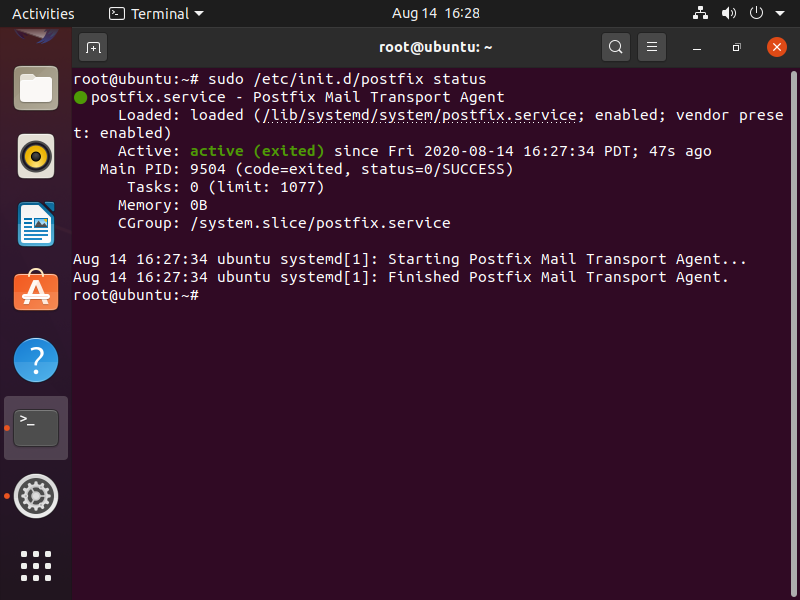 Activities
Terminal
Aug 14 16:28
root@ubuntu: ~
root@ubuntu:~# sudo /etc/init.d/postfix status
postfix.service - Postfix Mail Transport Agent
Loaded: loaded (/lib/systemd/system/postfix.service; enabled; vendor prese
t: enabled)
Active: active (exited) since Fri 2020-08-14 16:27:34 PDT; 47s ago
Main PID: 9504 (code=exited, status=0/SUCCESS)
Tasks: 0 (limit: 1077)
Memory: 0B
CGroup: /system.slice/postfix.service
Aug 14 16:27:34 ubuntu systemd[1]: Starting Postfix Mail Transport Agent...
Aug 14 16:27:34 ubuntu systemd[1]: Finished Postfix Mail Transport Agent.
root@ubuntu:~#